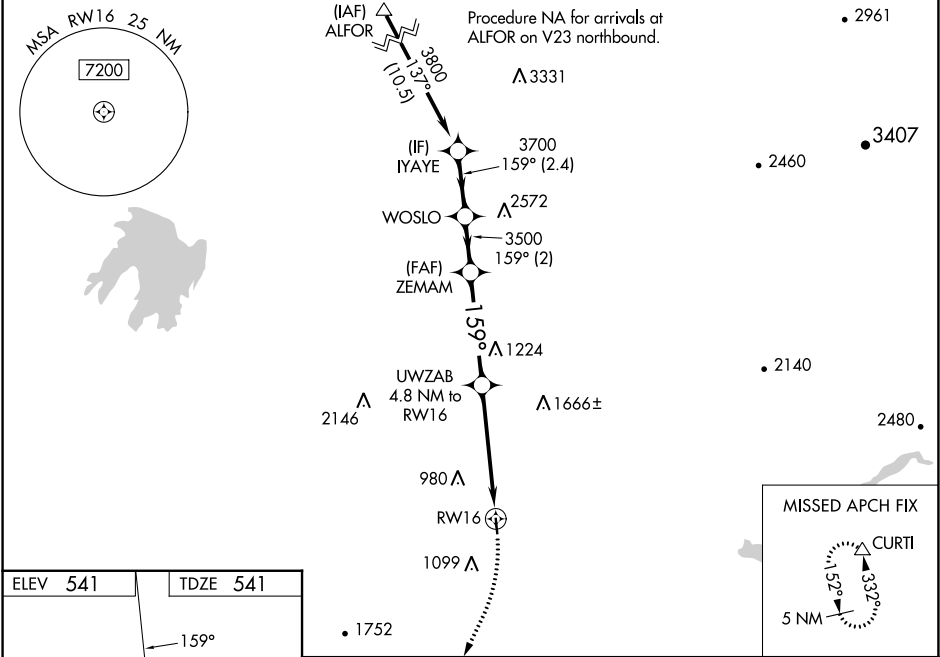 MSA RW16 25 NM
7200
(IAF)
ALFOR
Procedure NA for arrivals at
ALFOR on V23 northbound.
2961
3800
137°
(10.5)
3331
3407
(IF)
IYAYE
3700
159° (2.4)
2460
WOSLO
2572
3500
159° (2)
(FAF)
ZEMAM
159°
1224
2140
UWZAB
4.8 NM to
RW16
2146
1666±
2480
980
RW16
1099
MISSED APCH FIX
CURTI
152°
332°
5 NM
ELEV 541
TDZE 541
159°
1752